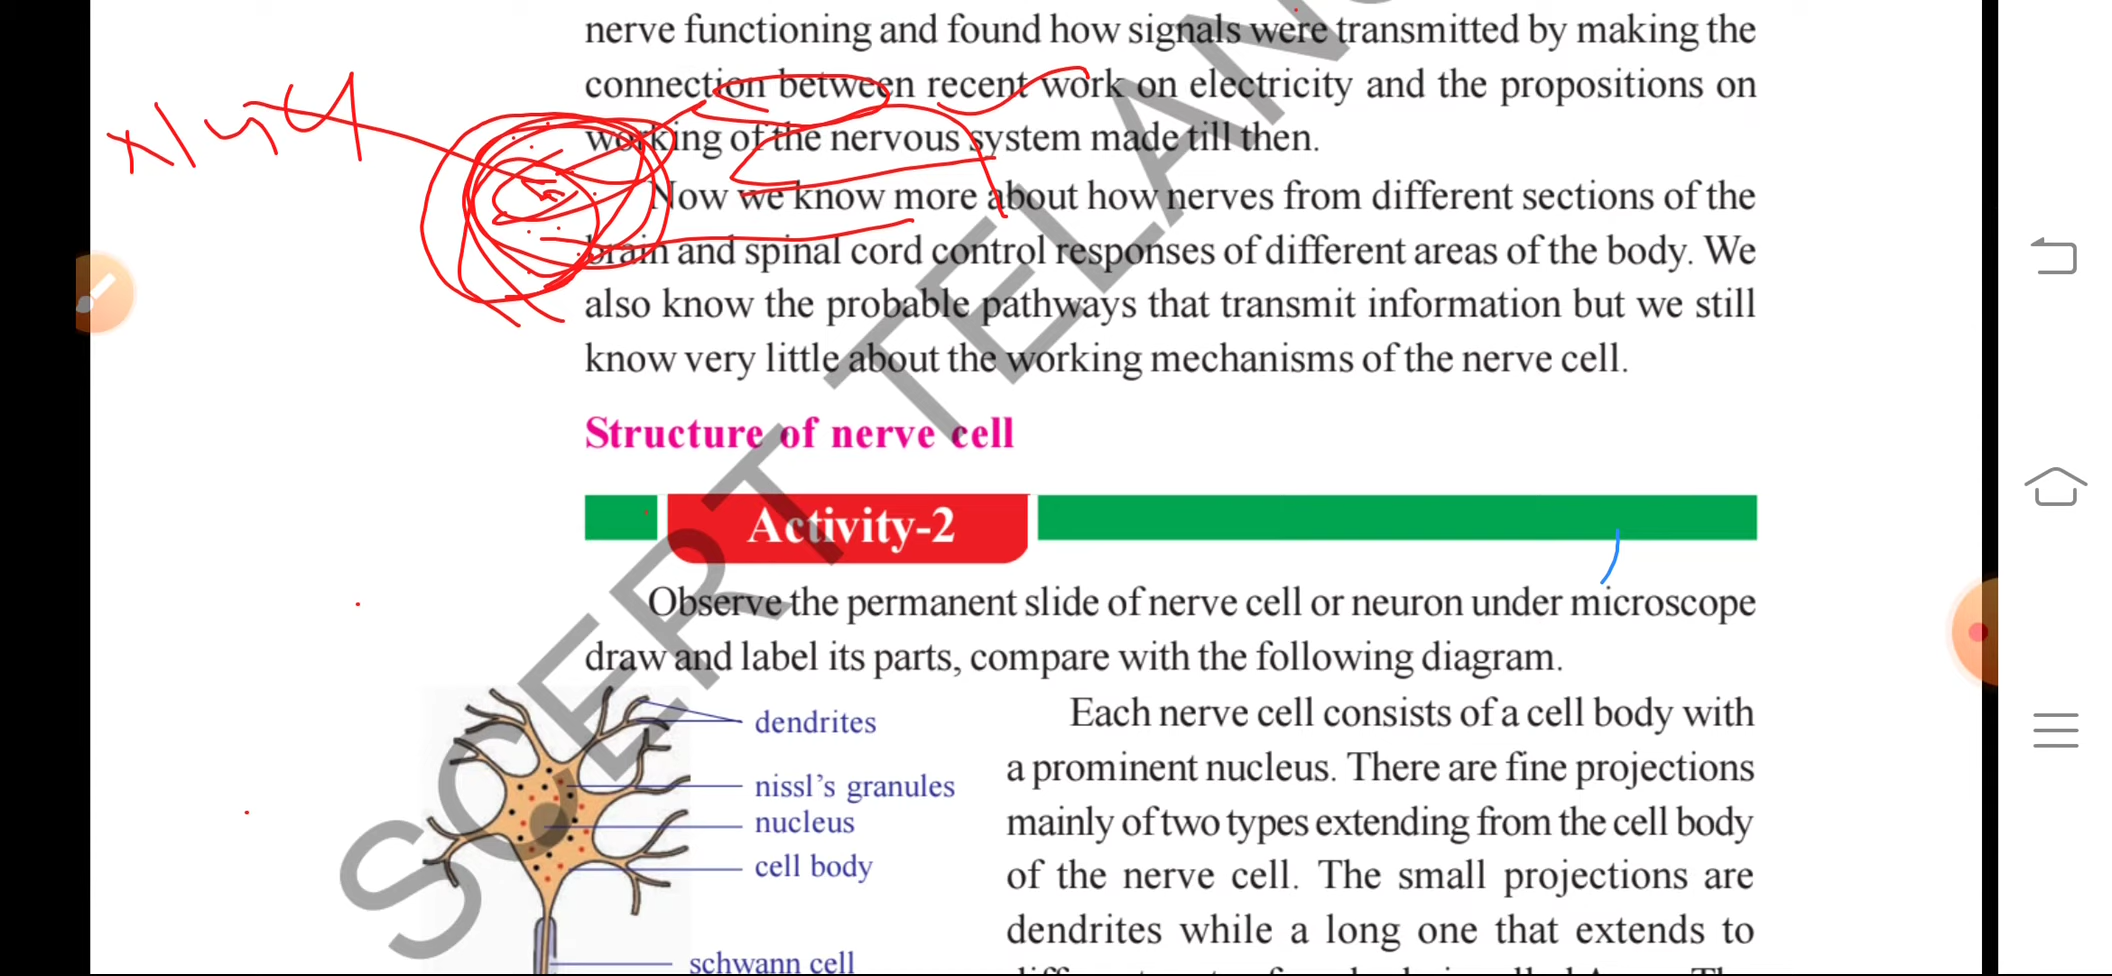 nerve functioning and found how signals were transmitted by making the
connection between recent work on electricity and the propositions on
working of the nervous system made till then.
Now we know more about how nerves from different sections of the
brain and spinal cord control responses of different areas of the body. We
also know the probable pathways that transmit information but we still
know very little about the working mechanisms of the nerve cell.
Structure of nerve cell
Activity-2
Observe the permanent slide of nerve cell or neuron under microscope
draw and label its parts, compare with the following diagram.
dendrites
nissl's granules
nucleus
cell body
schwann cell
Each nerve cell consists of a cell body with
a prominent nucleus. There are fine projections
mainly of two types extending from the cell body
of the nerve cell. The small projections are
dendrites while a long one that extends to
SCERT TELAN